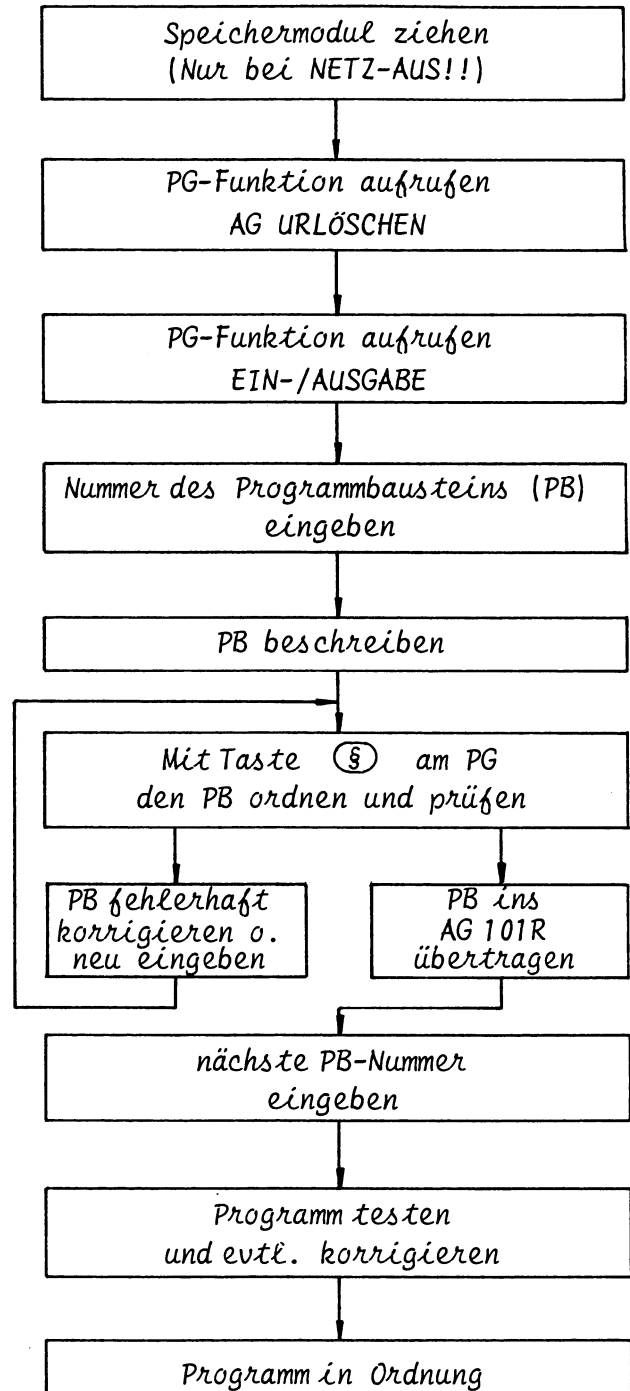 Speichermodul ziehen
(Nur bei NETZ-AUS!!)
PG-Funktion aufrufen
AG URLÖSCHEN
PG-Funktion aufrufen
EIN-/AUSGABE
Nummer des Programmbausteins (PB)
eingeben
PB beschreiben
Mit Taste § am PG
den PB ordnen und prüfen
PB fehlerhaft
korrigieren o.
neu eingeben
PB ins
AG 101R
übertragen
nächste PB-Nummer
eingeben
Programm testen
und evtl. korrigieren
Programm in Ordnung